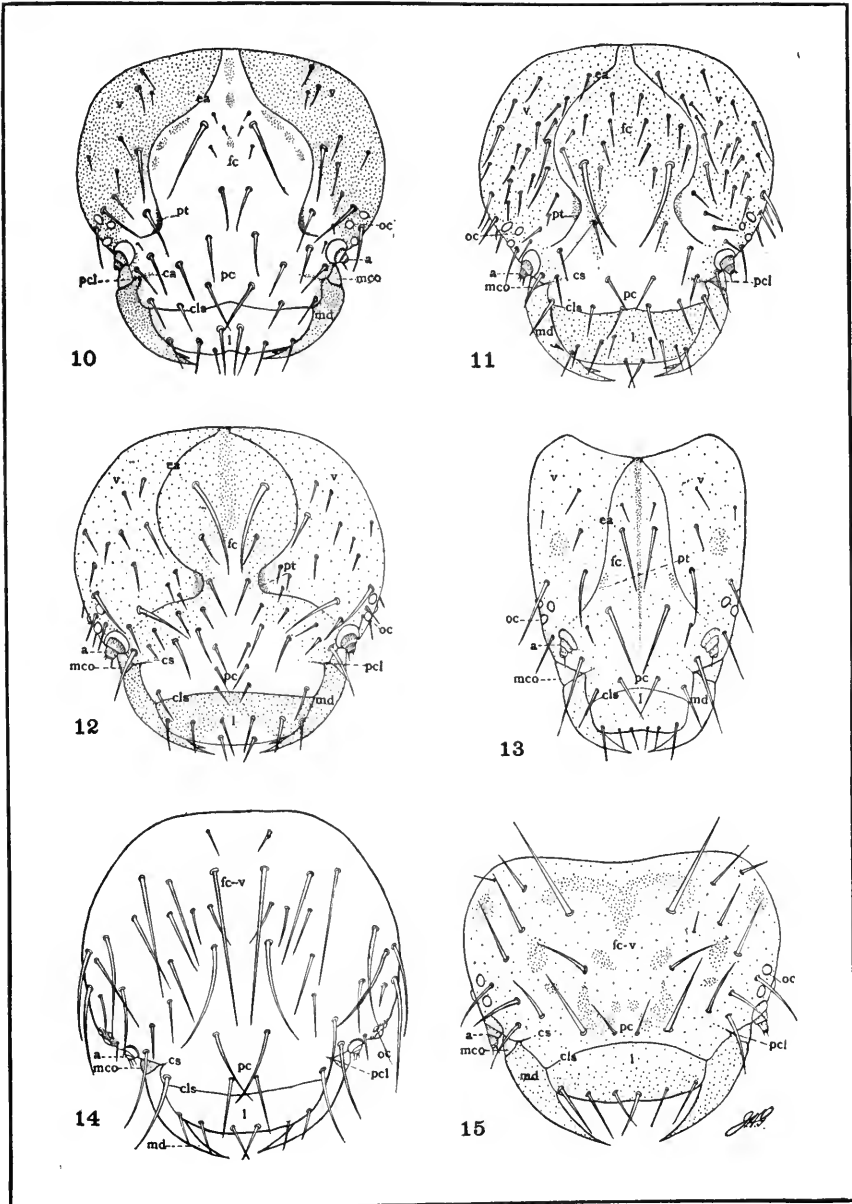 v ea v
fc
pt
oc
a
pcl ca pc mco
cls md
l
10
ea
v v
fc
pt
oc
a cs
mco pcl
pc
cls
md l
11
ea
v v
fc
pt
oc
a
mco cs pcl
pc
cls md
l
12
v v
ea
fc pt
oc
a
mco pc
cls l md
13
fc-v
a cs
mco pc oc
pcl
cls
l
md
14
fc-v
oc
pc
a cs pcl
mco
cls l
md
15